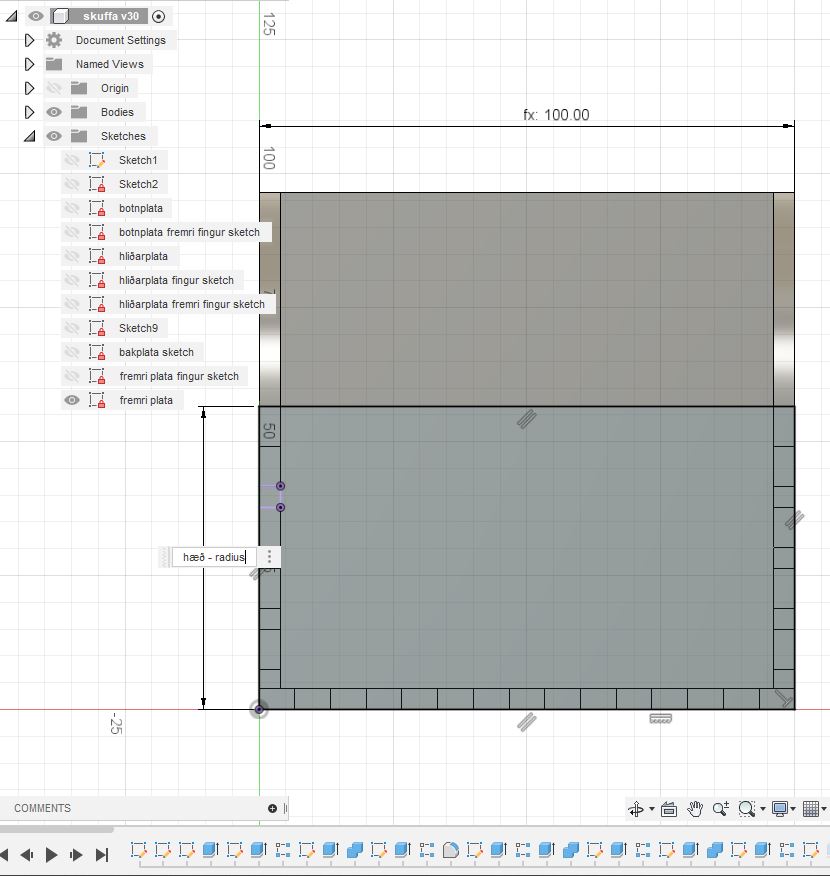 skuffa v30
Document Settings
Named Views
Origin
Bodies
Sketches
Sketch1
Sketch2
botnplata
botnplata fremri fingur sketch
hliðarplata
hliðarplata fingur sketch
hliðarplata fremri fingur sketch
Sketch9
bakplata sketch
fremri plata fingur sketch
fremri plata
125
fx: 100.00
100
50
hæð - radius
-25
COMMENTS